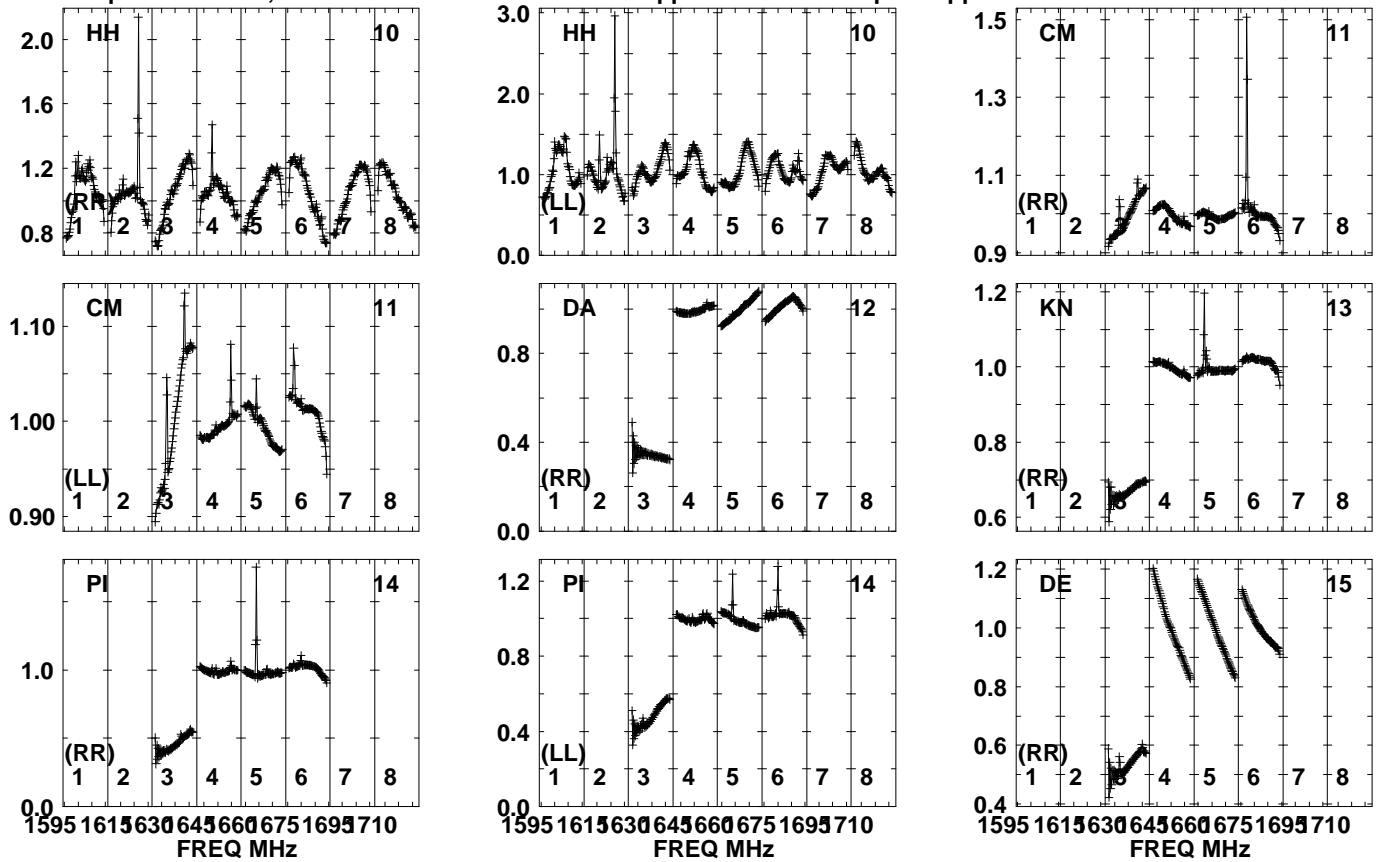 HH 10
2.0
1.6
1.2
0.8
(RR)
1 2 3 4 5 6 7 8
HH 10
3.0
2.0
1.0
0.0
(LL)
1 2 3 4 5 6 7 8
CM 11
1.5
1.3
1.1
0.9
(RR)
1 2 3 4 5 6 7 8
CM 11
1.10
1.00
0.90
(LL)
1 2 3 4 5 6 7 8
DA 12
0.8
0.4
0.0
(RR)
1 2 3 4 5 6 7 8
KN 13
1.2
1.0
0.8
0.6
(RR)
1 2 3 4 5 6 7 8
PI 14
1.0
0.0
(RR)
1 2 3 4 5 6 7 8
1595 1615 1630 1645 1660 1675 1695 1710
FREQ MHz
PI 14
1.2
0.8
0.4
0.0
(LL)
1 2 3 4 5 6 7 8
1595 1615 1630 1645 1660 1675 1695 1710
FREQ MHz
DE 15
1.2
1.0
0.8
0.6
0.4
(RR)
1 2 3 4 5 6 7 8
1595 1615 1630 1645 1660 1675 1695 1710
FREQ MHz